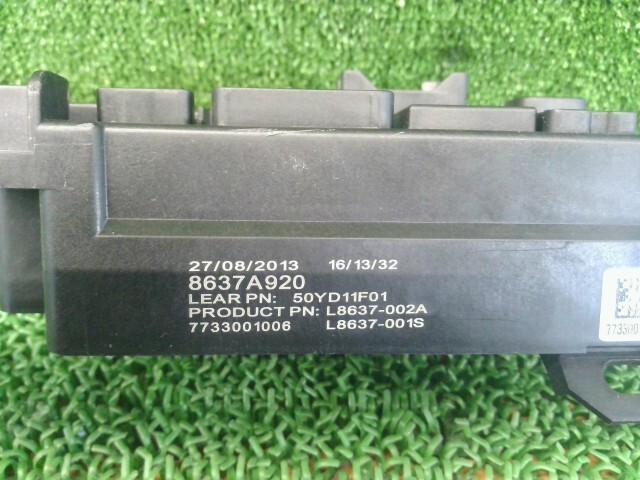 27/08/2013 16/13/32
8637A920
LEAR PN: 50YD11F01
PRODUCT PN: L8637-002A
7733001006 L8637-001S